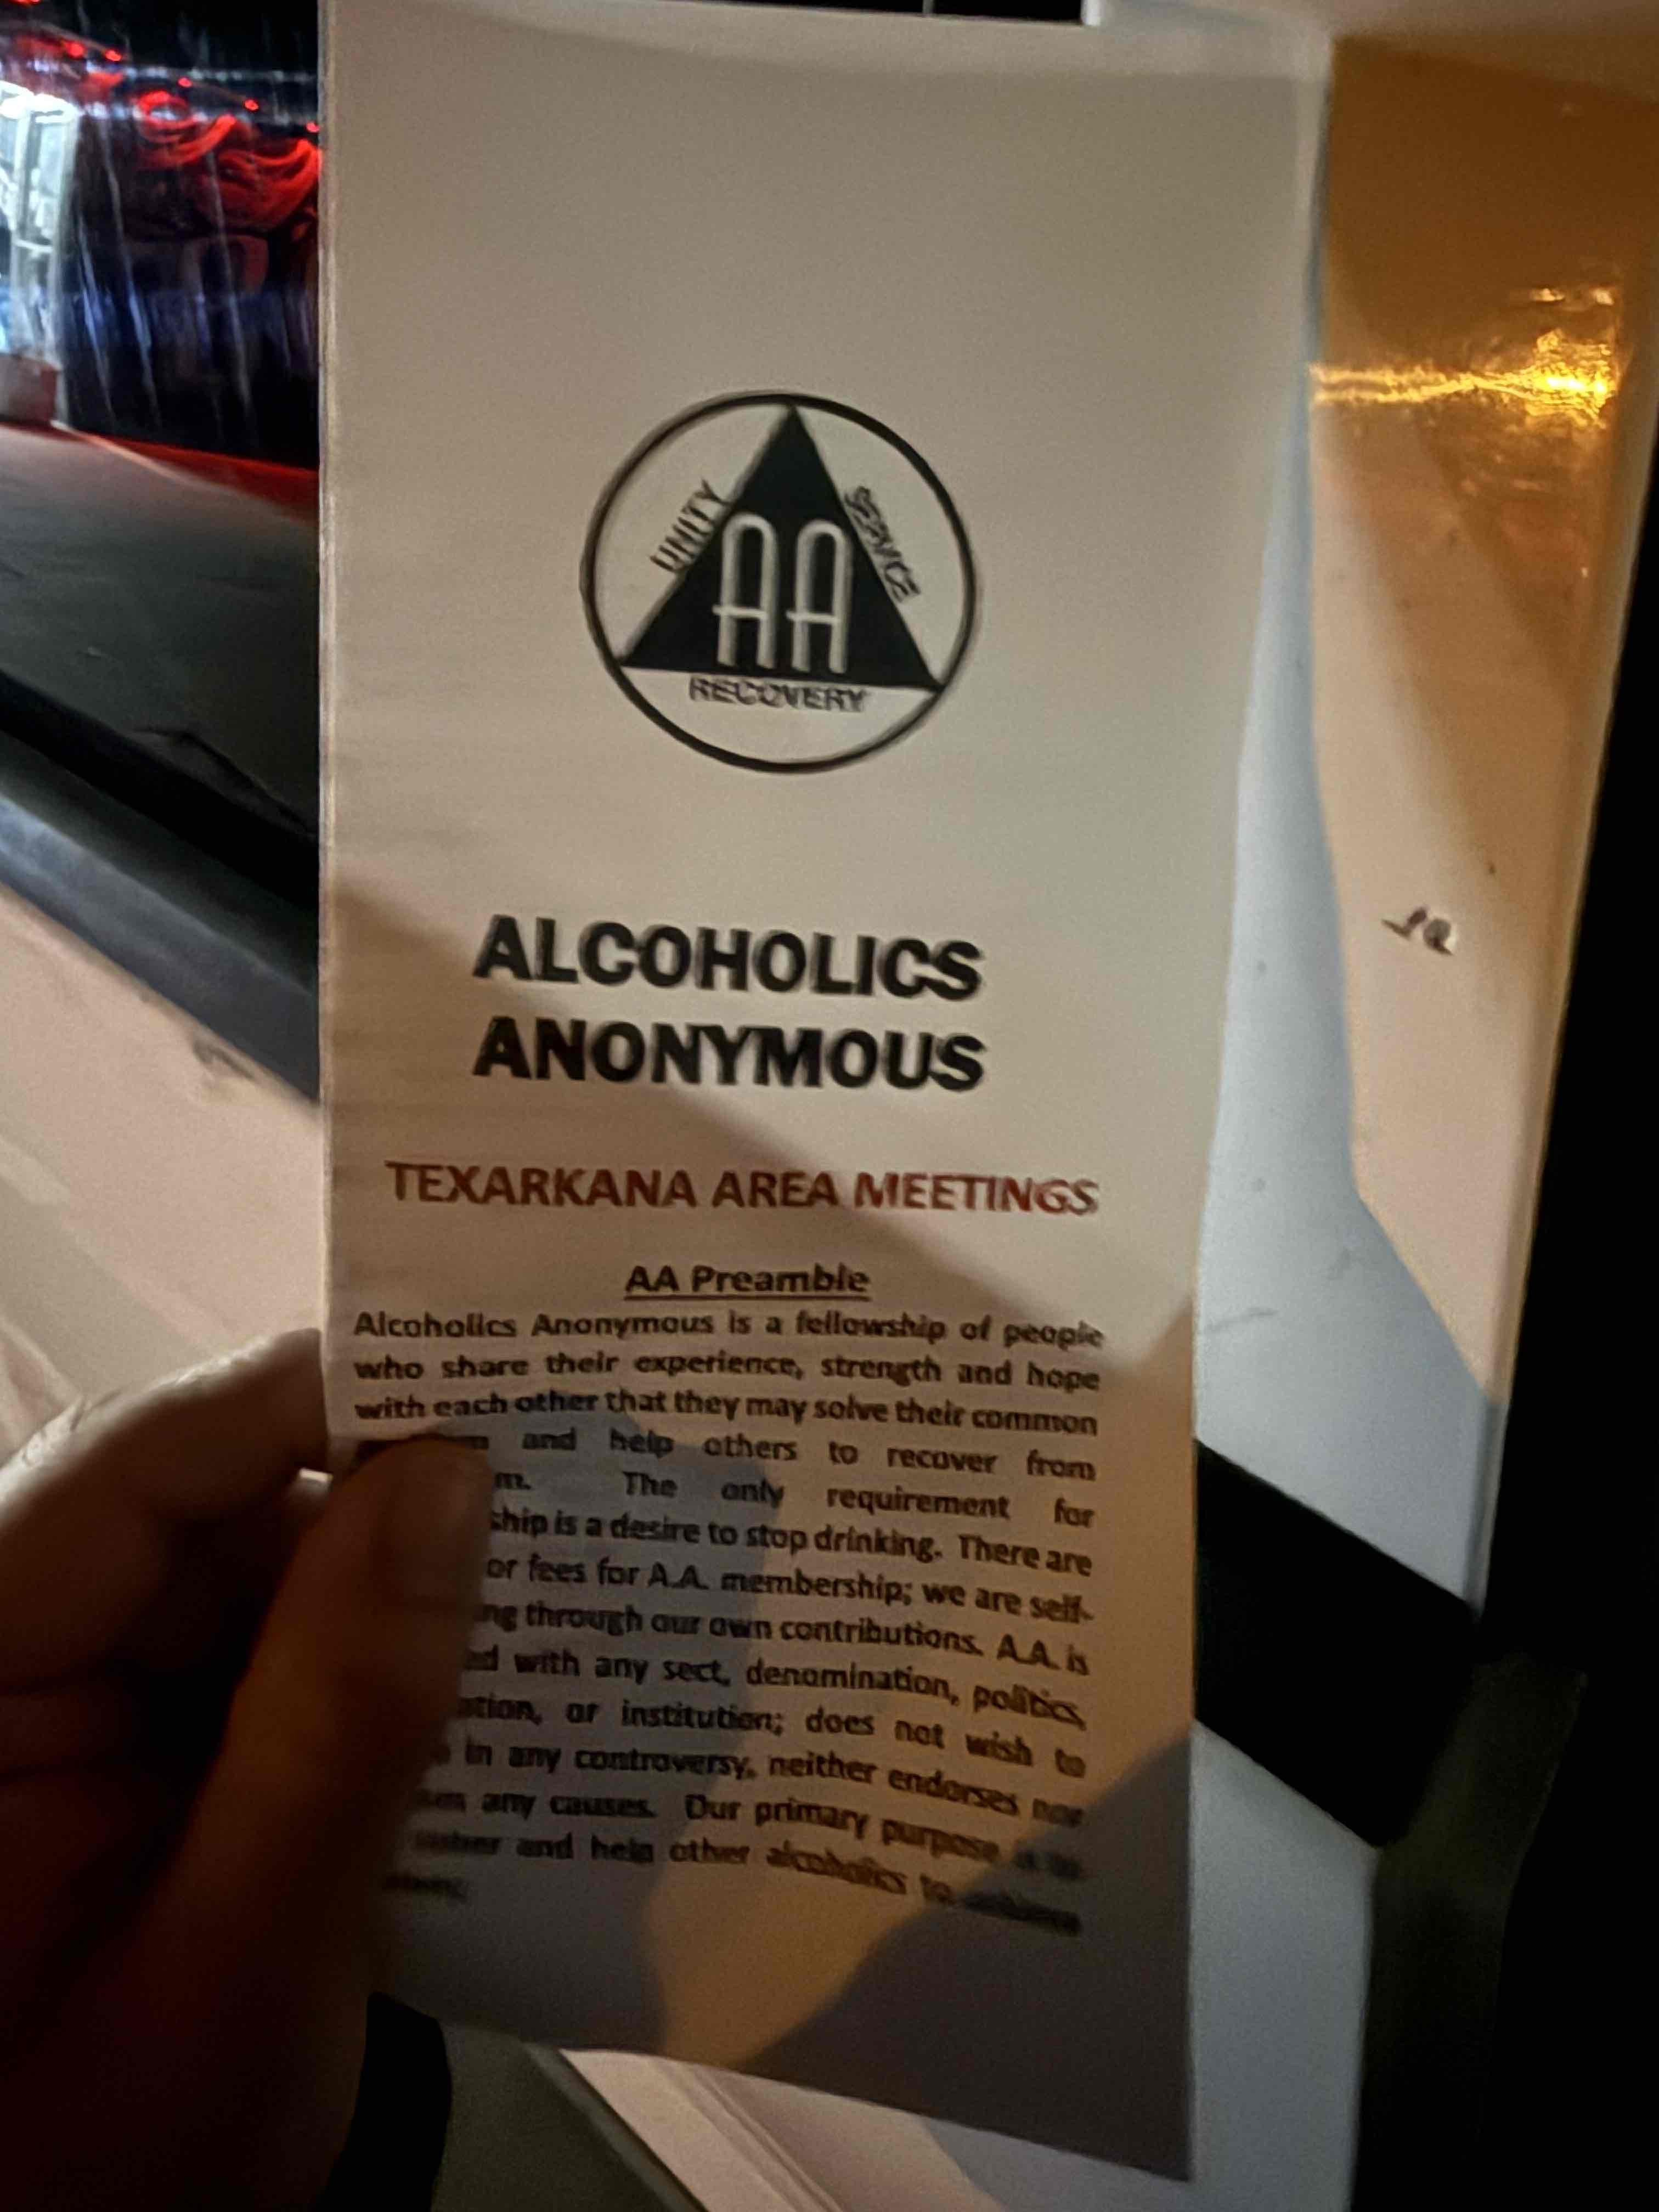 UNITY
SERVICE
AA
RECOVERY
ALCOHOLICS
ANONYMOUS
TEXARKANA AREA MEETINGS
AA Preamble
Alcoholics Anonymous is a fellowship of people
who share their experience, strength and hope
with each other that they may solve their common
and help others to recover from
The only requirement for
is a desire to stop drinking. There are
or fees for A.A. membership; we are self-
through our own contributions. A.A. is
with any sect, denomination, politics,
or institution; does not wish to
in any controversy, neither endorses nor
any causes. Our primary purpose is to
and help other alcoholics to achieve